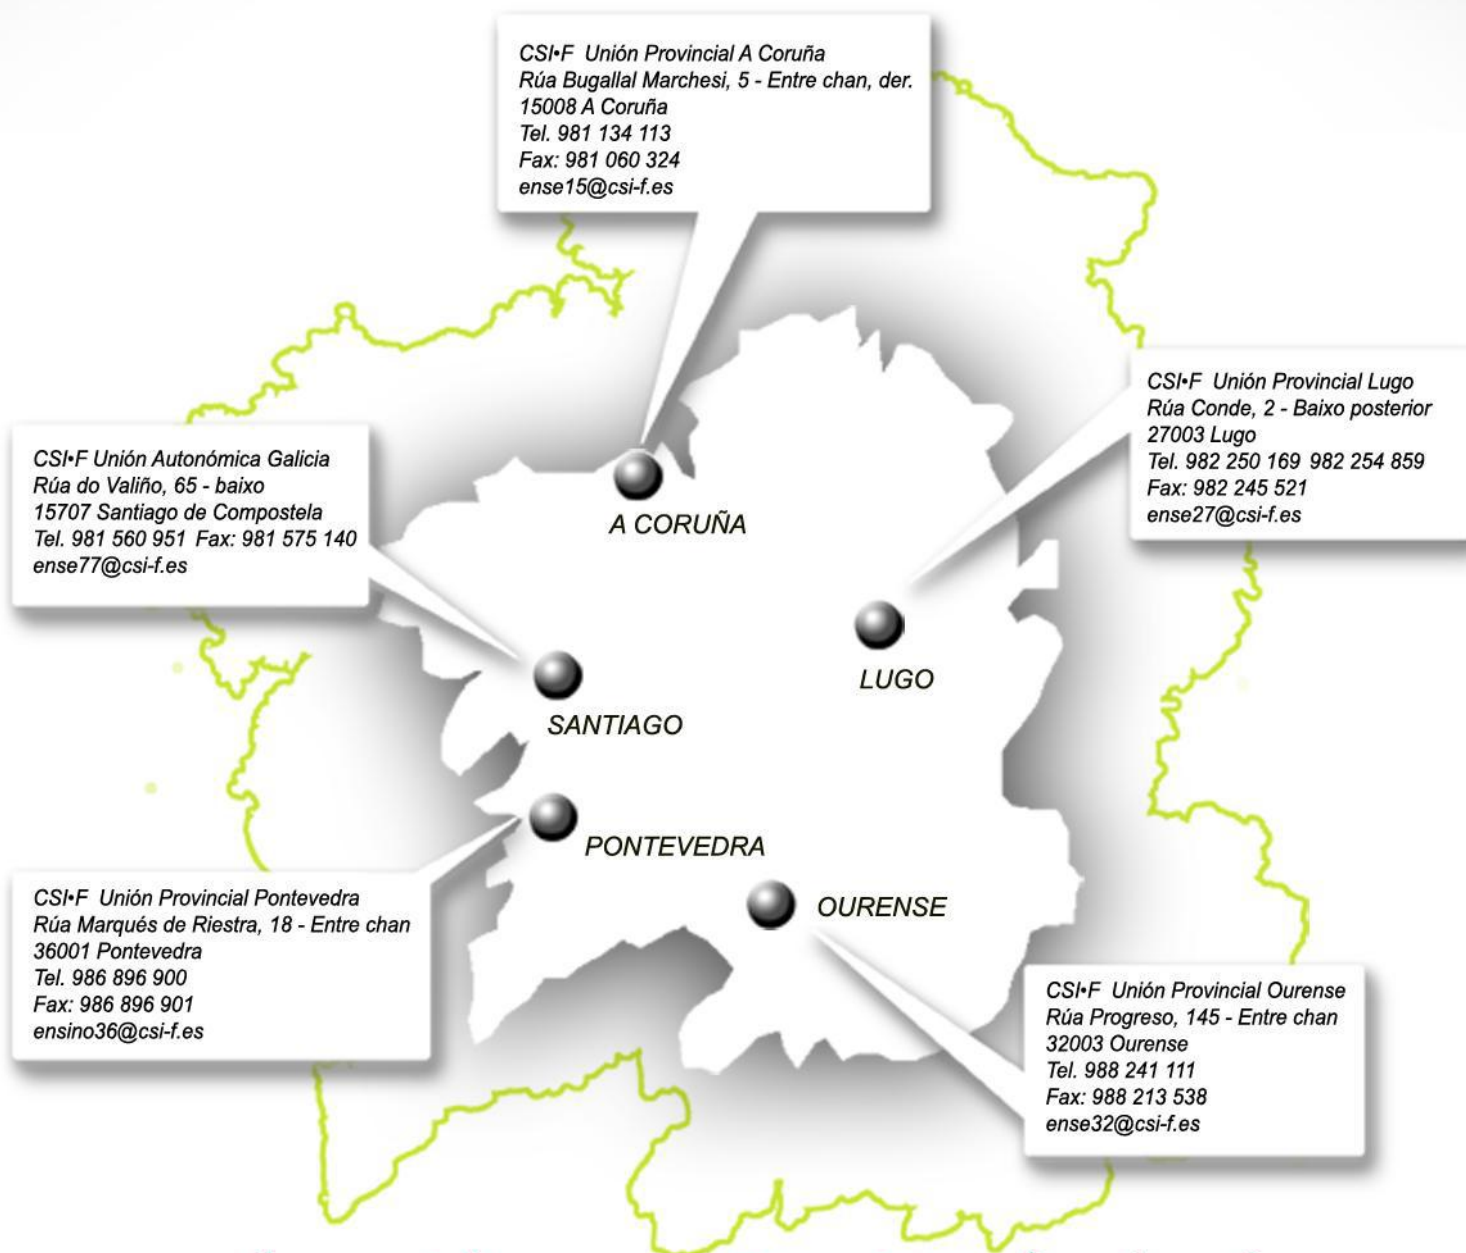 CSI•F Unión Provincial A Coruña
Rúa Bugallal Marchesi, 5 - Entre chan, der.
15008 A Coruña
Tel. 981 134 113
Fax: 981 060 324
ense15@csi-f.es
CSI•F Unión Provincial Lugo
Rúa Conde, 2 - Baixo posterior
27003 Lugo
Tel. 982 250 169 982 254 859
Fax: 982 245 521
ense27@csi-f.es
CSI•F Unión Autonómica Galicia
Rúa do Valiño, 65 - baixo
15707 Santiago de Compostela
Tel. 981 560 951 Fax: 981 575 140
ense77@csi-f.es
A CORUÑA
LUGO
SANTIAGO
PONTEVEDRA
OURENSE
CSI•F Unión Provincial Pontevedra
Rúa Marqués de Riestra, 18 - Entre chan
36001 Pontevedra
Tel. 986 896 900
Fax: 986 896 901
ensino36@csi-f.es
CSI•F Unión Provincial Ourense
Rúa Progreso, 145 - Entre chan
32003 Ourense
Tel. 988 241 111
Fax: 988 213 538
ense32@csi-f.es